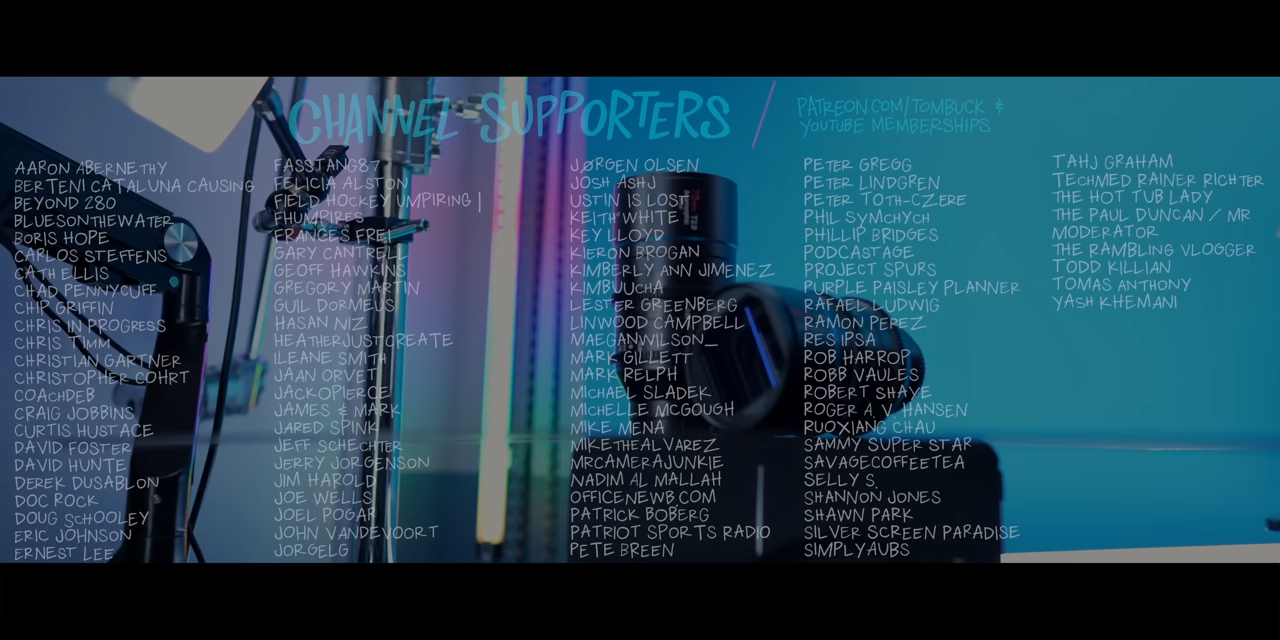 CHANNEL SUPPORTERS
PATREON.COM/TOMBUCK &
YOUTUBE MEMBERSHIPS
AARON ABERNETHY
BERTENI CATALUNA CAUSING
BEYOND 280
BLUESONTHEWATER
BORIS HOPE
CARLOS STEFFENS
CATH ELLIS
CHAD PENNYCUFF
CHIP GRIFFIN
CHRIS IN PROGRESS
CHRIS TIMM
CHRISTIAN GARTNER
CHRISTOPHER COHRT
COACHDEB
CRAIG JOBBINS
CURTIS HUSTACE
DAVID FOSTER
DAVID HUNTE
DEREK DUSABLON
DOC ROCK
DOUG SCHOOLEY
ERIC JOHNSON
ERNEST LEE
FASSTANG87
FELICIA ALSTON
FIELD HOCKEY UMPIRING |
FHUMPIRES
FRANCES FREI
GARY CANTRELL
GEOFF HAWKINS
GREGORY MARTIN
GUIL DORMEUS
HASAN NIZ
HEATHERJUSTCREATE
ILEANE SMITH
JAAN ORVET
JACKOPIERCE
JAMES & MARK
JARED SPINK
JEFF SCHECHTER
JERRY JORGENSON
JIM HAROLD
JOE WELLS
JOEL POGAR
JOHN VANDEVOORT
JORGELG
JØRGEN OLSEN
JOSH ASHJ
USTIN IS LOST
KEITH WHITE
KEY LLOYD
KIERON BROGAN
KIMBERLY ANN JIMENEZ
KIMBUUCHA
LESTER GREENBERG
LINWOOD CAMPBELL
MAEGANWILSON_
MARK GILLETT
MARK RELPH
MICHAEL SLADEK
MICHELLE MCGOUGH
MIKE MENA
MIKETHEALVAREZ
MRCAMERAJUNKIE
NADIM AL MALLAH
OFFICENEWB.COM
PATRICK BOBERG
PATRIOT SPORTS RADIO
PETE BREEN
PETER GREGG
PETER LINDGREN
PETER TOTH-CZERE
PHIL SYMCHYCH
PHILLIP BRIDGES
PODCASTAGE
PROJECT SPURS
PURPLE PAISLEY PLANNER
RAFAEL LUDWIG
RAMON PEREZ
RES IPSA
ROB HARROP
ROBB VAULES
ROBERT SHAYE
ROGER A. V. HANSEN
RUOXIANG CHAU
SAMMY SUPER STAR
SAVAGECOFFEETEA
SELLY S.
SHANNON JONES
SHAWN PARK
SILVER SCREEN PARADISE
SIMPLYAUBS
TAHJ GRAHAM
TECHMED RAINER RICHTER
THE HOT TUB LADY
THE PAUL DUNCAN / MR
MODERATOR
THE RAMBLING VLOGGER
TODD KILLIAN
TOMAS ANTHONY
YASH KHEMANI